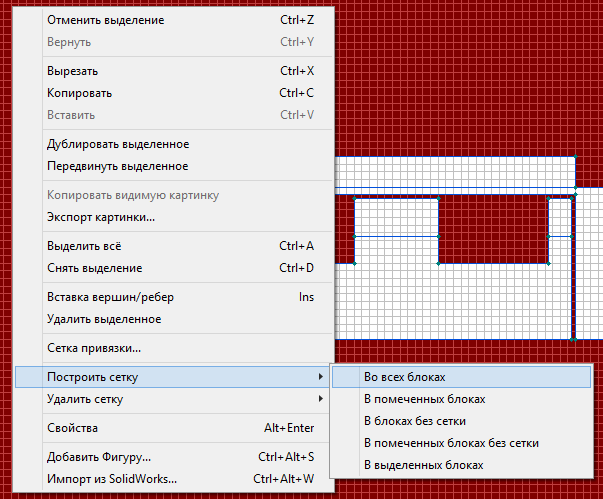 Отменить выделение Ctrl+Z
Вернуть Ctrl+Y
Вырезать Ctrl+X
Копировать Ctrl+C
Вставить Ctrl+V
Дублировать выделенное
Передвинуть выделенное
Копировать видимую картинку
Экспорт картинки...
Выделить всё Ctrl+A
Снять выделение Ctrl+D
Вставка вершин/ребер Ins
Удалить выделенное
Сетка привязки...
Построить сетку
Удалить сетку
Свойства Alt+Enter
Добавить Фигуру... Ctrl+Alt+S
Импорт из SolidWorks... Ctrl+Alt+W
Во всех блоках
В помеченных блоках
В блоках без сетки
В помеченных блоках без сетки
В выделенных блоках